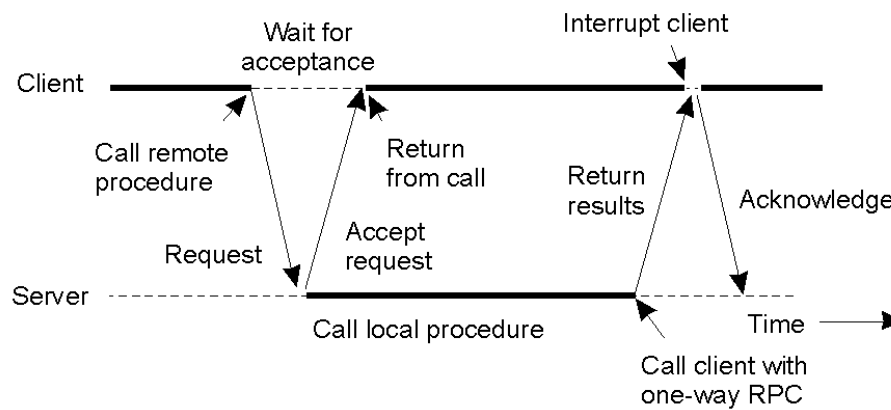 Interrupt client
Wait for
acceptance
Client
Call remote
procedure
Return
from call
Return
results
Acknowledge
Request
Accept
request
Server
Call local procedure
Time
Call client with
one-way RPC